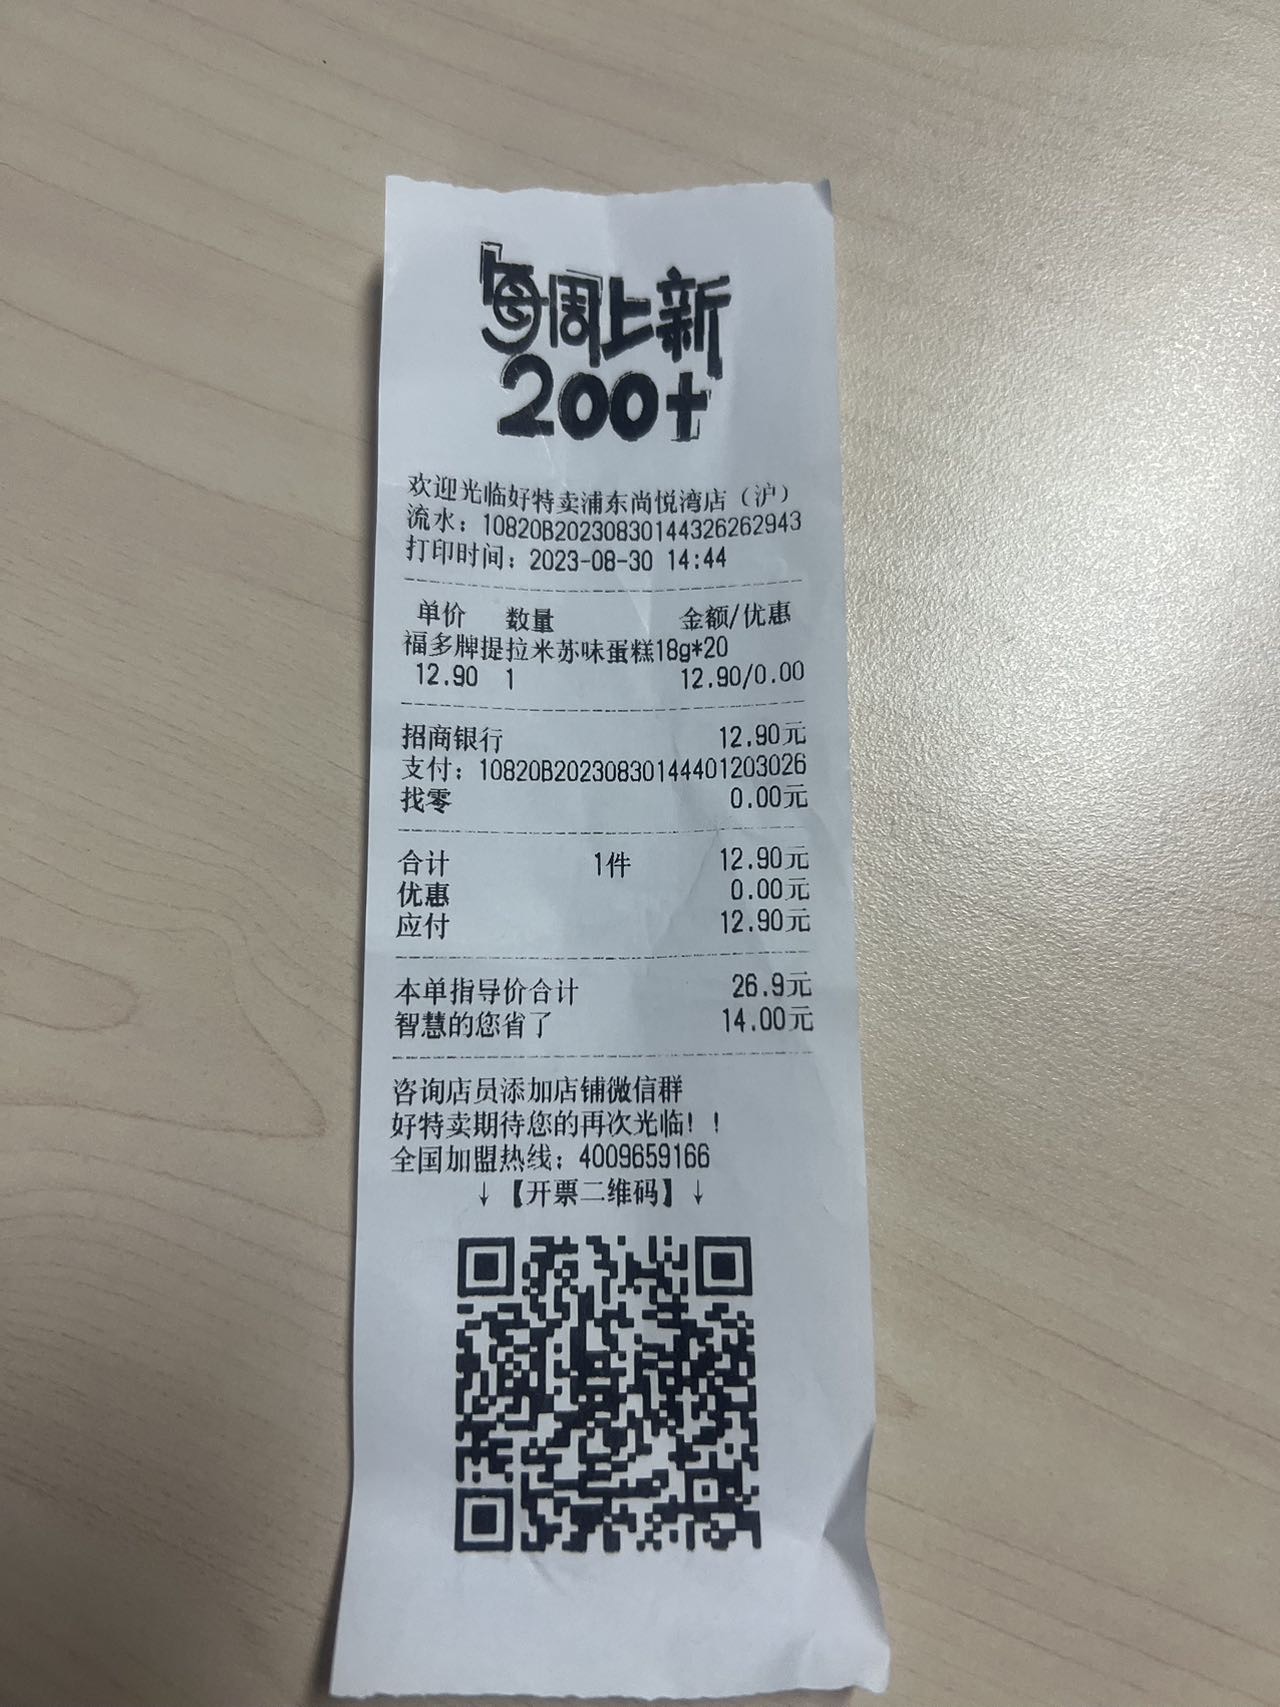 每周上新
200+
欢迎光临好特卖浦东尚悦湾店（沪）
流水：10820B20230830144326262943
打印时间：2023-08-30 14:44
单价 数量 金额/优惠
福多牌提拉米苏味蛋糕18g*20
12.90 1 12.90/0.00
招商银行 12.90元
支付：10820B20230830144401203026
找零 0.00元
合计 1件 12.90元
优惠 0.00元
应付 12.90元
本单指导价合计 26.9元
智慧的您省了 14.00元
咨询店员添加店铺微信群
好特卖期待您的再次光临！！
全国加盟热线：4009659166
↓【开票二维码】↓